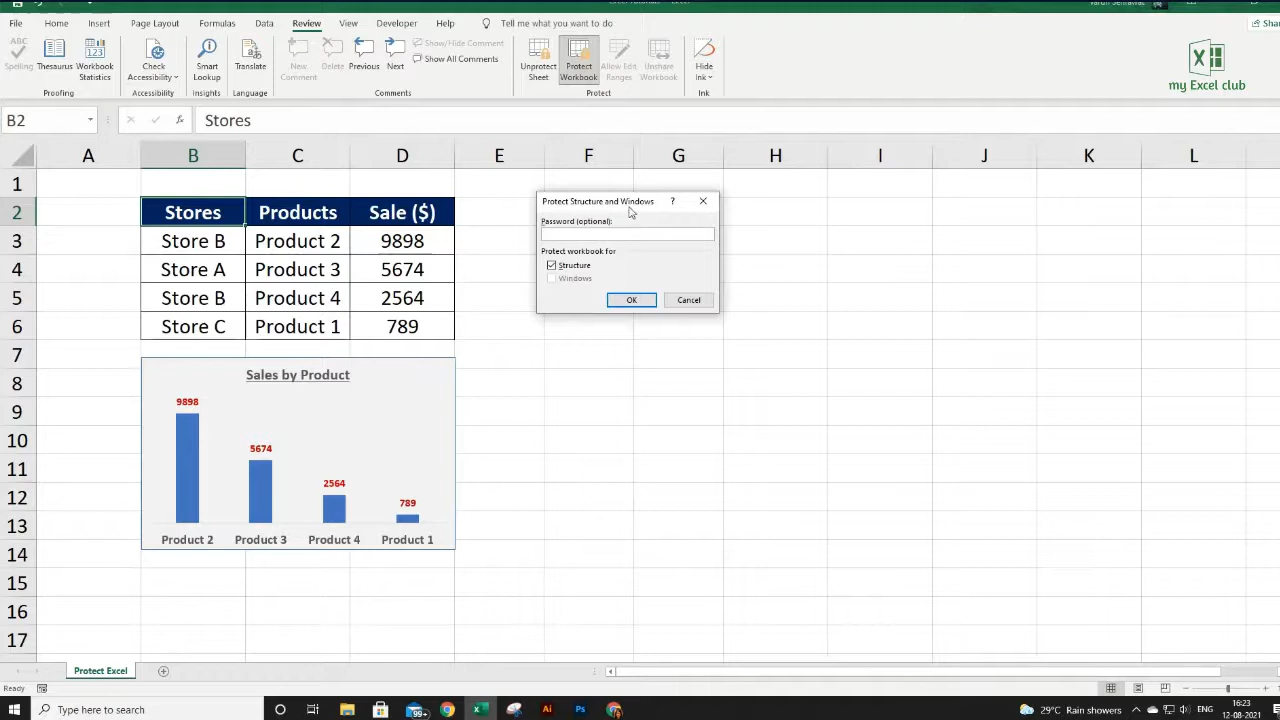 File Home Insert Page Layout Formulas Data Review View Developer Help Tell me what you want to do Share
ABC
Spelling Thesaurus Workbook Statistics
Check Accessibility
Smart Lookup
Translate
New Comment Delete Previous Next
Show/Hide Comment
Show All Comments
Unprotect Sheet Protect Workbook Allow Edit Ranges Unshare Workbook
Hide Ink
Proofing Accessibility Insights Language Comments Protect Ink
my Excel club
B2 fx Stores
A B C D E F G H I J K L
1
2 Stores Products Sale ($)
3 Store B Product 2 9898
4 Store A Product 3 5674
5 Store B Product 4 2564
6 Store C Product 1 789
7
8
9
10
11
12
13
14
15
16
17
Sales by Product
9898
5674
2564
789
Product 2 Product 3 Product 4 Product 1
Protect Structure and Windows ? ×
Password (optional):
Protect workbook for
Structure
Windows
OK Cancel
Protect Excel
Ready
Type here to search
99+
Ai Ps
29°C Rain showers
ENG
16:23
12-08-2021